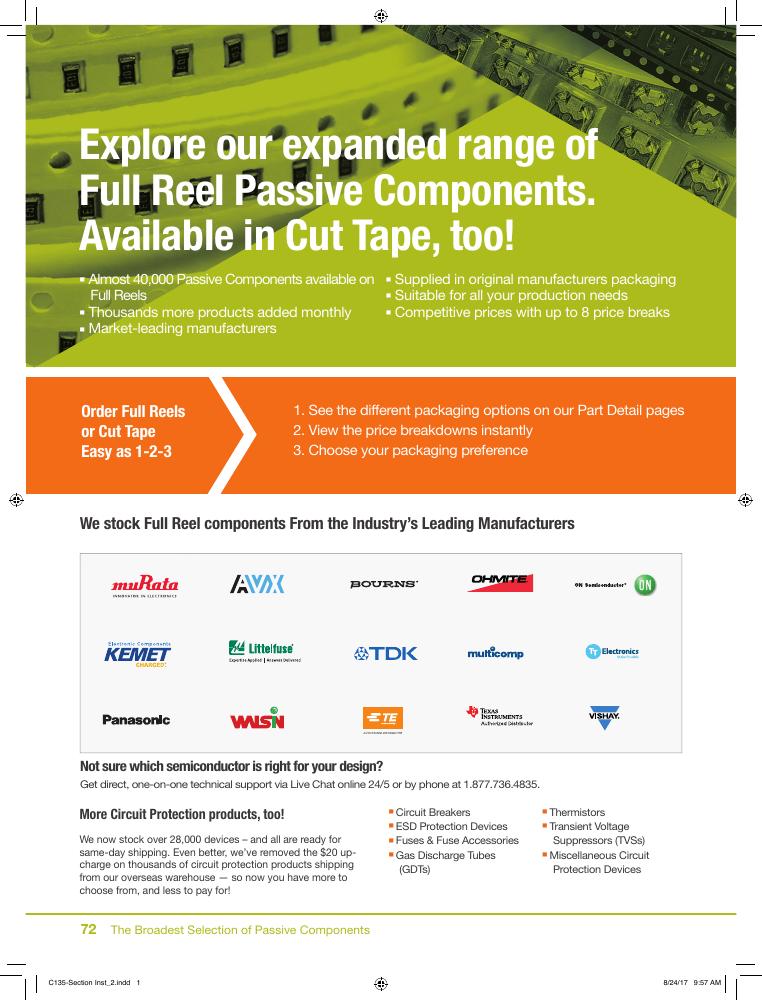 Explore our expanded range of
Full Reel Passive Components.
Available in Cut Tape, too!
▪ Almost 40,000 Passive Components available on
Full Reels
▪ Thousands more products added monthly
▪ Market-leading manufacturers
▪ Supplied in original manufacturers packaging
▪ Suitable for all your production needs
▪ Competitive prices with up to 8 price breaks
Order Full Reels
or Cut Tape
Easy as 1-2-3
1. See the different packaging options on our Part Detail pages
2. View the price breakdowns instantly
3. Choose your packaging preference
We stock Full Reel components From the Industry's Leading Manufacturers
muRata
INNOVATOR IN ELECTRONICS
AVX
BOURNS®
OHMITE
ON Semiconductor® ON
Electronic Components
KEMET
CHARGED.®
Littelfuse®
Expertise Applied | Answers Delivered
TDK
multicomp
TT Electronics
Panasonic
WALSIN
TE
TEXAS
INSTRUMENTS
Authorized Distributor
VISHAY.
Not sure which semiconductor is right for your design?
Get direct, one-on-one technical support via Live Chat online 24/5 or by phone at 1.877.736.4835.
More Circuit Protection products, too!
We now stock over 28,000 devices – and all are ready for
same-day shipping. Even better, we've removed the $20 up-
charge on thousands of circuit protection products shipping
from our overseas warehouse — so now you have more to
choose from, and less to pay for!
▪ Circuit Breakers
▪ ESD Protection Devices
▪ Fuses & Fuse Accessories
▪ Gas Discharge Tubes
(GDTs)
▪ Thermistors
▪ Transient Voltage
Suppressors (TVSs)
▪ Miscellaneous Circuit
Protection Devices
72 The Broadest Selection of Passive Components
C135-Section Inst_2.indd 1
8/24/17 9:57 AM